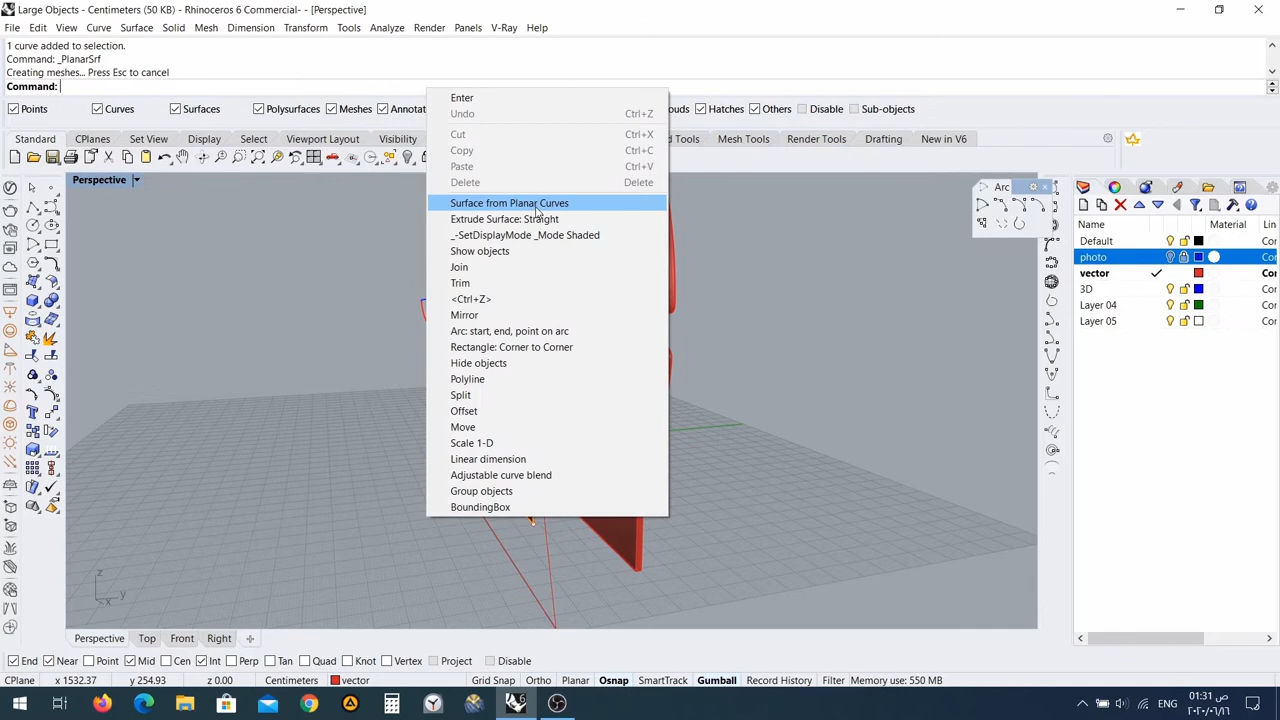 Large Objects - Centimeters (50 KB) - Rhinoceros 6 Commercial- - [Perspective]
File Edit View Curve Surface Solid Mesh Dimension Transform Tools Analyze Render Panels V-Ray Help
1 curve added to selection.
Command: _PlanarSrf
Creating meshes... Press Esc to cancel
Command:
Points Curves Surfaces Polysurfaces Meshes Hatches Others Disable Sub-objects
Standard CPlanes Set View Display Select Viewport Layout Visibility Mesh Tools Render Tools Drafting New in V6
Perspective
Enter
Undo Ctrl+Z
Cut Ctrl+X
Copy Ctrl+C
Paste Ctrl+V
Delete Delete
Surface from Planar Curves
Extrude Surface: Straight
_-SetDisplayMode _Mode Shaded
Show objects
Join
Trim
<Ctrl+Z>
Mirror
Arc: start, end, point on arc
Rectangle: Corner to Corner
Hide objects
Polyline
Split
Offset
Move
Scale 1-D
Linear dimension
Adjustable curve blend
Group objects
BoundingBox
Arc
Name Material
Default
photo
vector
3D
Layer 04
Layer 05
z
x y
Perspective Top Front Right
End Near Point Mid Cen Int Perp Tan Quad Knot Vertex Project Disable
CPlane x 1532.37 y 254.93 z 0.00 Centimeters vector Grid Snap Ortho Planar Osnap SmartTrack Gumball Record History Filter Memory use: 550 MB
ENG 01:31 ص